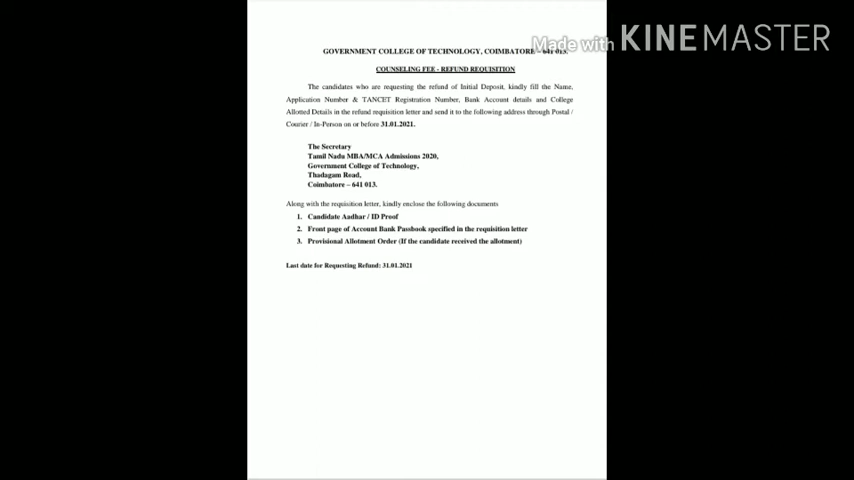 Made with KINEMASTER
GOVERNMENT COLLEGE OF TECHNOLOGY, COIMBATORE – 641 013.
COUNSELING FEE - REFUND REQUISITION
The candidates who are requesting the refund of Initial Deposit, kindly fill the Name,
Application Number & TANCET Registration Number, Bank Account details and College
Allotted Details in the refund requisition letter and send it to the following address through Postal /
Courier / In-Person on or before 31.01.2021.
The Secretary
Tamil Nadu MBA/MCA Admissions 2020,
Government College of Technology,
Thadagam Road,
Coimbatore – 641 013.
Along with the requisition letter, kindly enclose the following documents
1. Candidate Aadhar / ID Proof
2. Front page of Account Bank Passbook specified in the requisition letter
3. Provisional Allotment Order (If the candidate received the allotment)
Last date for Requesting Refund: 31.01.2021